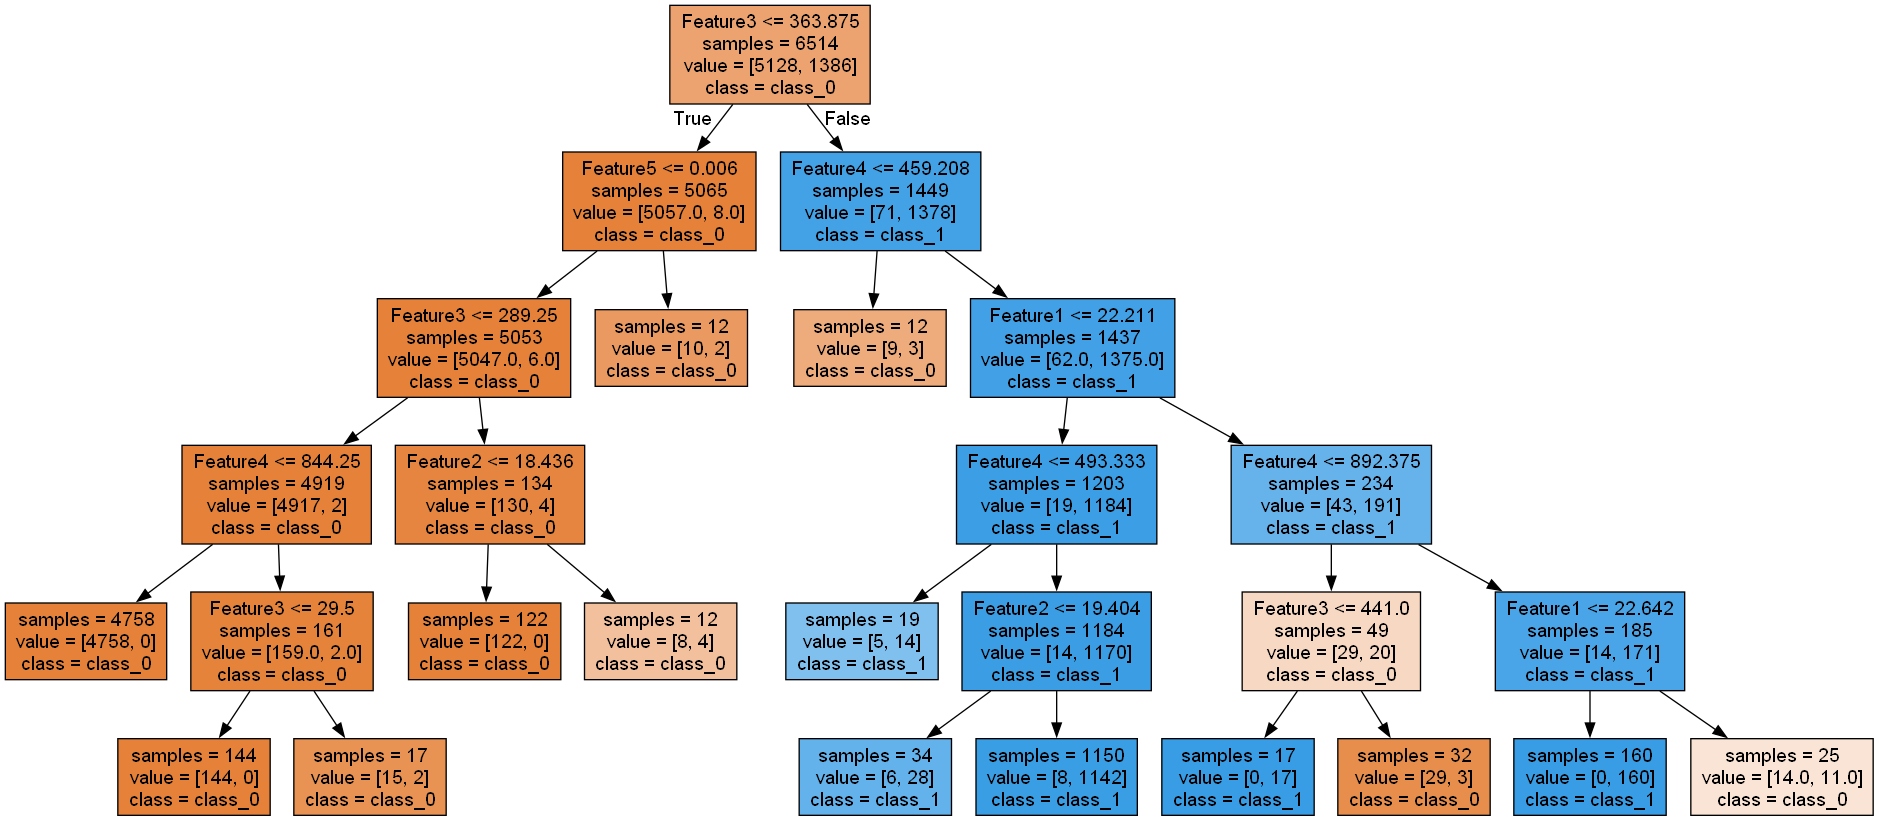 Feature3 <= 363.875
samples = 6514
value = [5128, 1386]
class = class_0
True
False
Feature5 <= 0.006
samples = 5065
value = [5057.0, 8.0]
class = class_0
Feature4 <= 459.208
samples = 1449
value = [71, 1378]
class = class_1
Feature3 <= 289.25
samples = 5053
value = [5047.0, 6.0]
class = class_0
samples = 12
value = [10, 2]
class = class_0
samples = 12
value = [9, 3]
class = class_0
Feature1 <= 22.211
samples = 1437
value = [62.0, 1375.0]
class = class_1
Feature4 <= 844.25
samples = 4919
value = [4917, 2]
class = class_0
Feature2 <= 18.436
samples = 134
value = [130, 4]
class = class_0
Feature4 <= 493.333
samples = 1203
value = [19, 1184]
class = class_1
Feature4 <= 892.375
samples = 234
value = [43, 191]
class = class_1
samples = 4758
value = [4758, 0]
class = class_0
Feature3 <= 29.5
samples = 161
value = [159.0, 2.0]
class = class_0
samples = 122
value = [122, 0]
class = class_0
samples = 12
value = [8, 4]
class = class_0
samples = 19
value = [5, 14]
class = class_1
Feature2 <= 19.404
samples = 1184
value = [14, 1170]
class = class_1
Feature3 <= 441.0
samples = 49
value = [29, 20]
class = class_0
Feature1 <= 22.642
samples = 185
value = [14, 171]
class = class_1
samples = 144
value = [144, 0]
class = class_0
samples = 17
value = [15, 2]
class = class_0
samples = 34
value = [6, 28]
class = class_1
samples = 1150
value = [8, 1142]
class = class_1
samples = 17
value = [0, 17]
class = class_1
samples = 32
value = [29, 3]
class = class_0
samples = 160
value = [0, 160]
class = class_1
samples = 25
value = [14.0, 11.0]
class = class_0